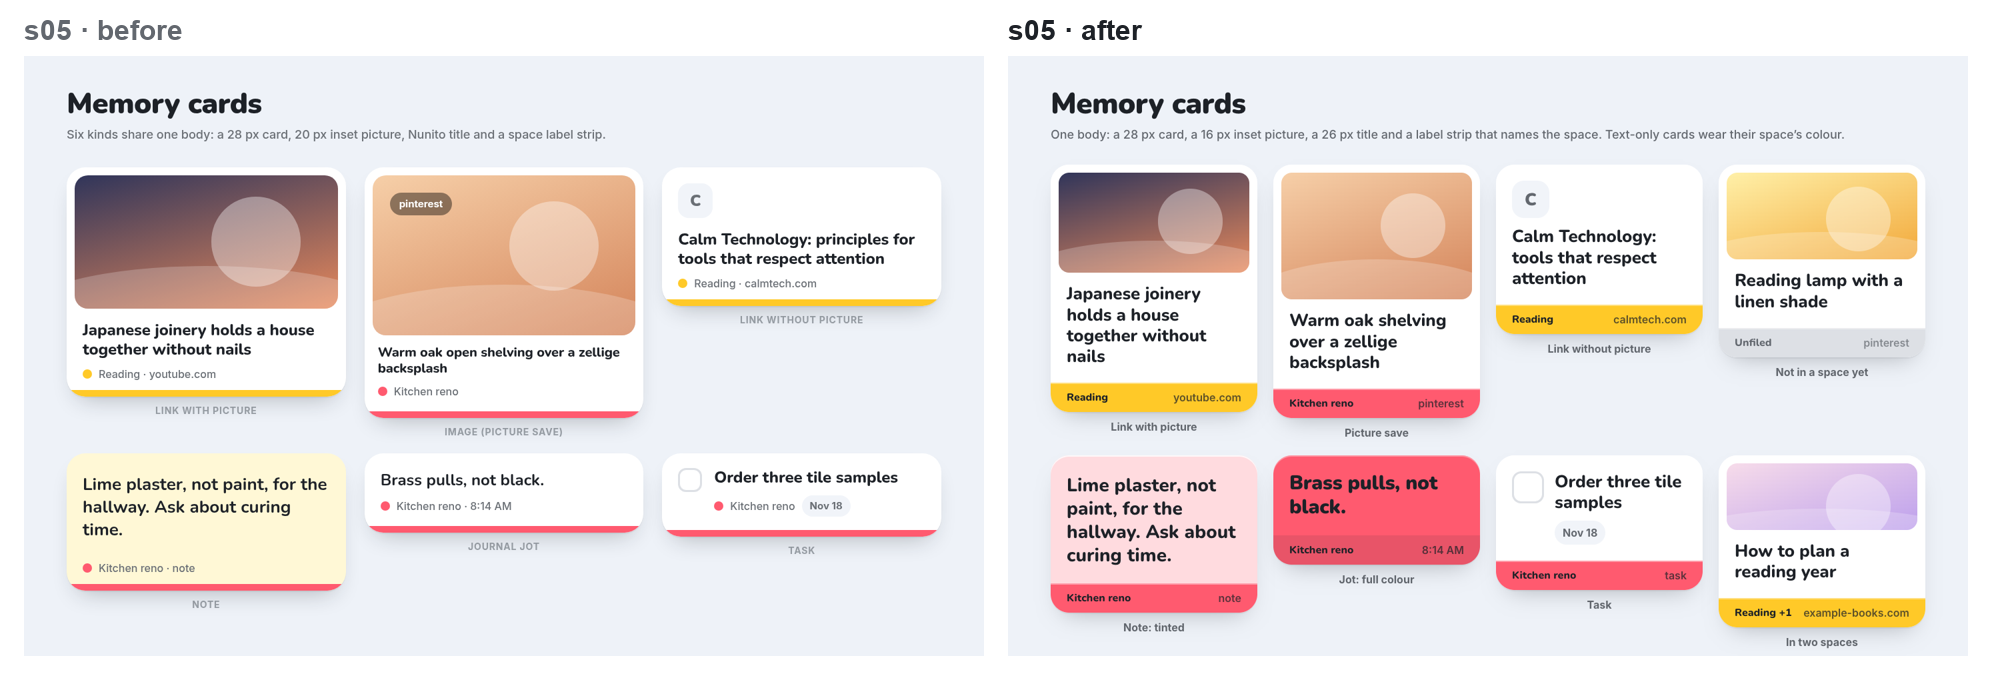 s05 · before
Memory cards
Six kinds share one body: a 28 px card, 20 px inset picture, Nunito title and a space label strip.
Japanese joinery holds a house
together without nails
Reading · youtube.com
LINK WITH PICTURE
pinterest
Warm oak open shelving over a zellige
backsplash
Kitchen reno
IMAGE (PICTURE SAVE)
C
Calm Technology: principles for
tools that respect attention
Reading · calmtech.com
LINK WITHOUT PICTURE
Lime plaster, not paint, for the
hallway. Ask about curing
time.
Kitchen reno · note
NOTE
Brass pulls, not black.
Kitchen reno · 8:14 AM
JOURNAL JOT
Order three tile samples
Kitchen reno Nov 18
TASK
s05 · after
Memory cards
One body: a 28 px card, a 16 px inset picture, a 26 px title and a label strip that names the space. Text-only cards wear their space’s colour.
Japanese joinery
holds a house
together without
nails
Reading youtube.com
Link with picture
Warm oak shelving
over a zellige
backsplash
Kitchen reno pinterest
Picture save
C
Calm Technology:
tools that respect
attention
Reading calmtech.com
Link without picture
Reading lamp with a
linen shade
Unfiled pinterest
Not in a space yet
Lime plaster, not
paint, for the
hallway. Ask about
curing time.
Kitchen reno note
Note: tinted
Brass pulls, not
black.
Kitchen reno 8:14 AM
Jot: full colour
Order three tile
samples
Nov 18
Kitchen reno task
Task
How to plan a
reading year
Reading +1 example-books.com
In two spaces